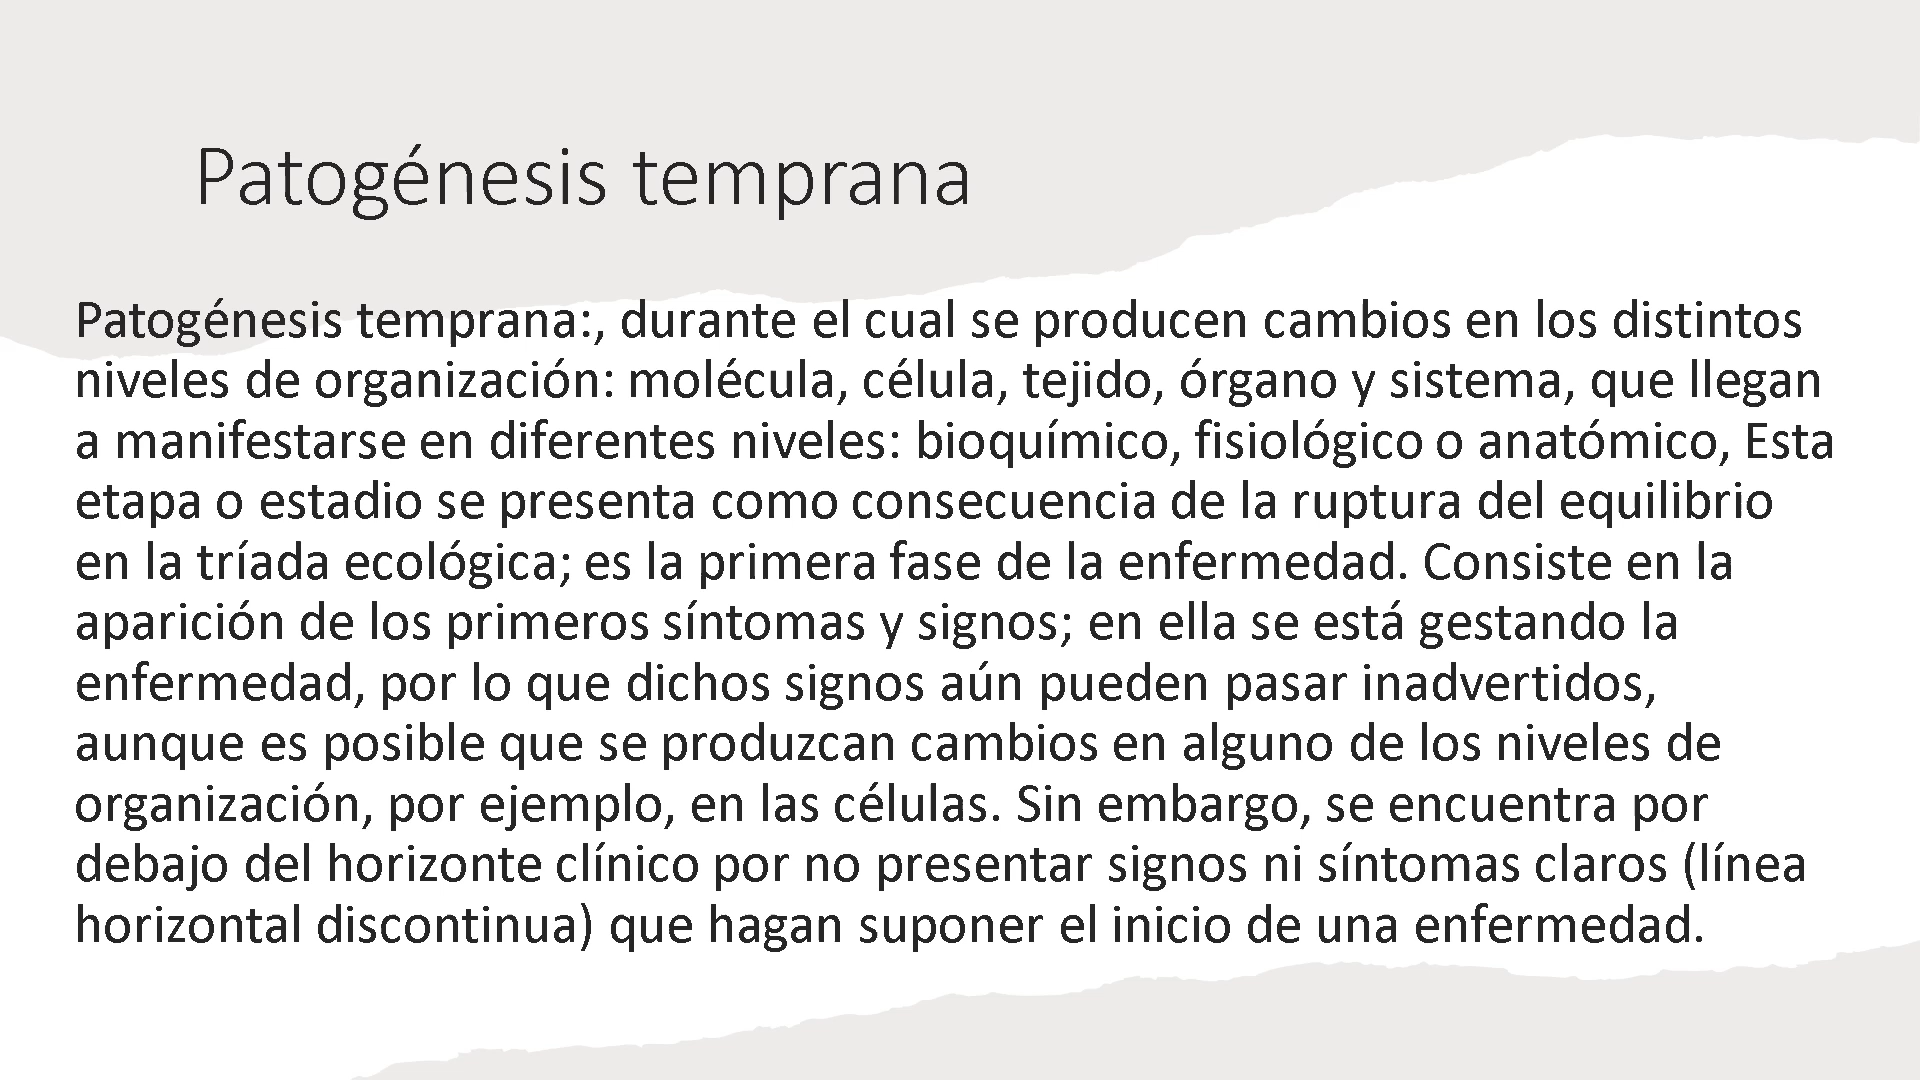 Patogénesis temprana
Patogénesis temprana:, durante el cual se producen cambios en los distintos
niveles de organización: molécula, célula, tejido, órgano y sistema, que llegan
a manifestarse en diferentes niveles: bioquímico, fisiológico o anatómico, Esta
etapa o estadio se presenta como consecuencia de la ruptura del equilibrio
en la tríada ecológica; es la primera fase de la enfermedad. Consiste en la
aparición de los primeros síntomas y signos; en ella se está gestando la
enfermedad, por lo que dichos signos aún pueden pasar inadvertidos,
aunque es posible que se produzcan cambios en alguno de los niveles de
organización, por ejemplo, en las células. Sin embargo, se encuentra por
debajo del horizonte clínico por no presentar signos ni síntomas claros (línea
horizontal discontinua) que hagan suponer el inicio de una enfermedad.